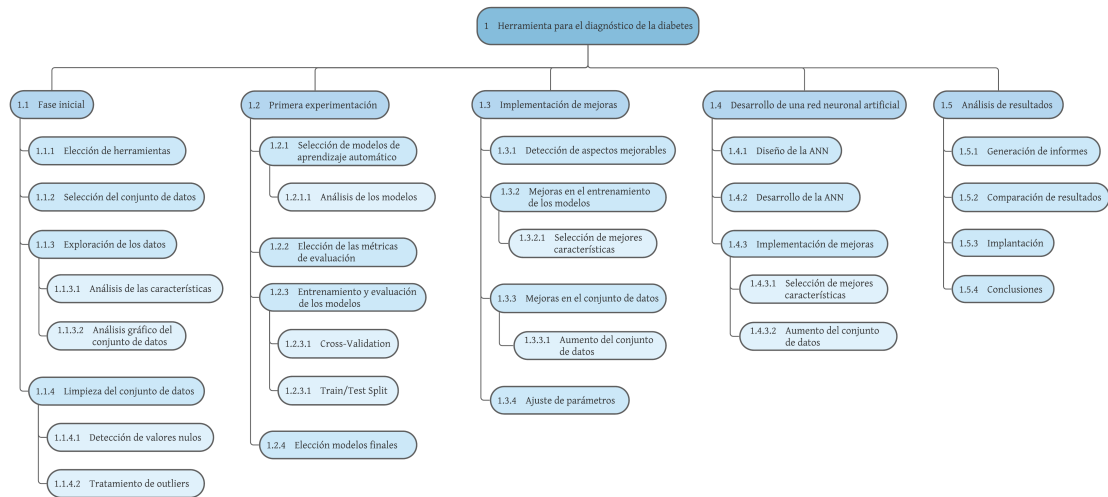 1 Herramienta para el diagnóstico de la diabetes
1.1 Fase inicial
1.1.1 Elección de herramientas
1.1.2 Selección del conjunto de datos
1.1.3 Exploración de los datos
1.1.3.1 Análisis de las características
1.1.3.2 Análisis gráfico del
conjunto de datos
1.1.4 Limpieza del conjunto de datos
1.1.4.1 Detección de valores nulos
1.1.4.2 Tratamiento de outliers
1.2 Primera experimentación
1.2.1 Selección de modelos de
aprendizaje automático
1.2.1.1 Análisis de los modelos
1.2.2 Elección de las métricas
de evaluación
1.2.3 Entrenamiento y evaluación
de los modelos
1.2.3.1 Cross-Validation
1.2.3.1 Train/Test Split
1.2.4 Elección modelos finales
1.3 Implementación de mejoras
1.3.1 Detección de aspectos mejorables
1.3.2 Mejoras en el entrenamiento
de los modelos
1.3.2.1 Selección de mejores
características
1.3.3 Mejoras en el conjunto de datos
1.3.3.1 Aumento del conjunto
de datos
1.3.4 Ajuste de parámetros
1.4 Desarrollo de una red neuronal artificial
1.4.1 Diseño de la ANN
1.4.2 Desarrollo de la ANN
1.4.3 Implementación de mejoras
1.4.3.1 Selección de mejores
características
1.4.3.2 Aumento del conjunto
de datos
1.5 Análisis de resultados
1.5.1 Generación de informes
1.5.2 Comparación de resultados
1.5.3 Implantación
1.5.4 Conclusiones